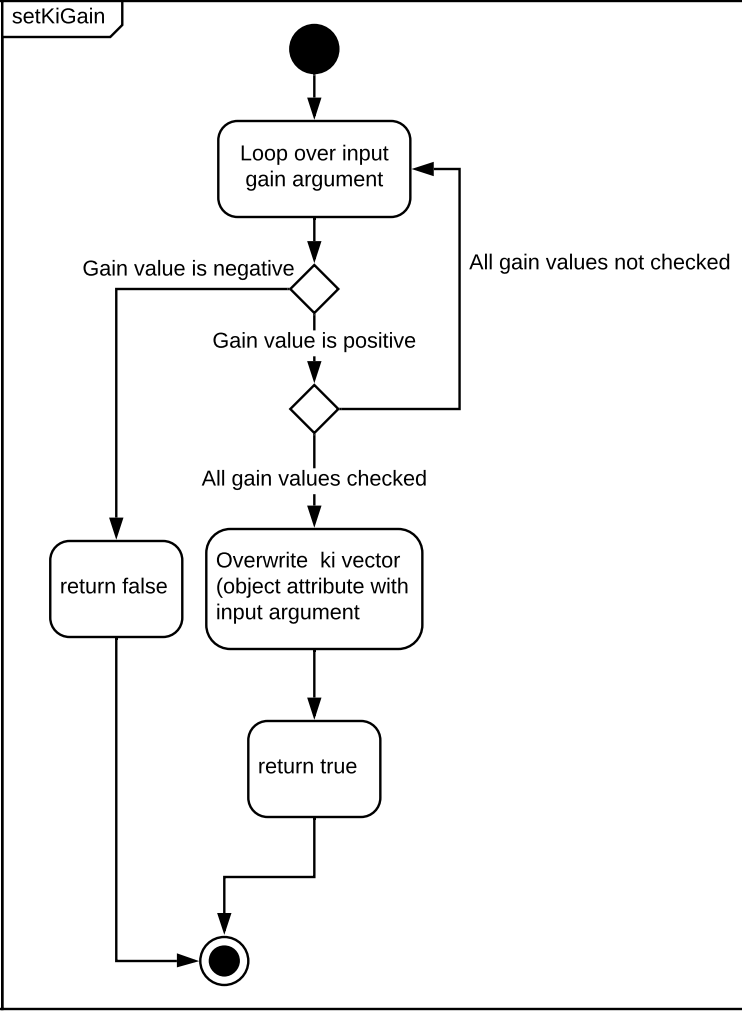 setKiGain
Loop over input
gain argument
Gain value is negative
All gain values not checked
Gain value is positive
All gain values checked
return false
Overwrite  ki vector
(object attribute with
input argument
return true